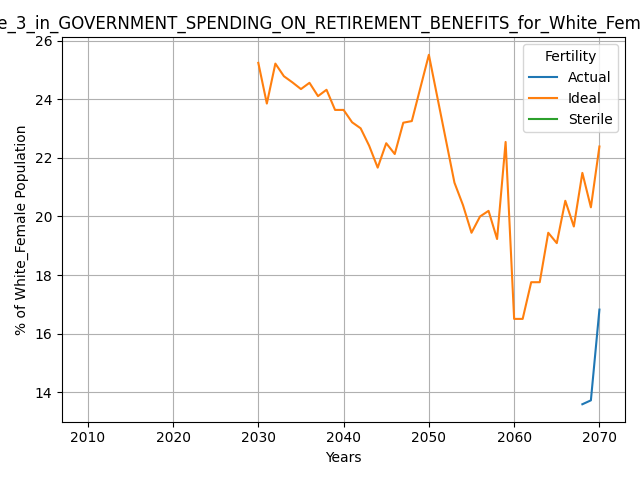 e_3_in_GOVERNMENT_SPENDING_ON_RETIREMENT_BENEFITS_for_White_Fem
26
24
22
20
18
16
14
% of White_Female Population
Fertility
Actual
Ideal
Sterile
2010 2020 2030 2040 2050 2060 2070
Years